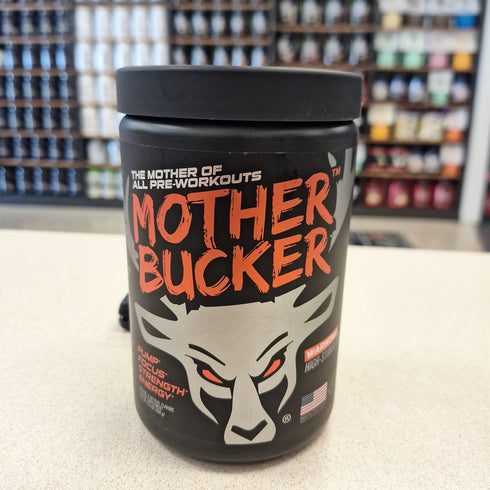 THE MOTHER OF
ALL PRE-WORKOUTS
MOTHER™
BUCKER
PUMP*
FOCUS*
STRENGTH*
ENERGY*
WARNING
HIGH-STIM
®